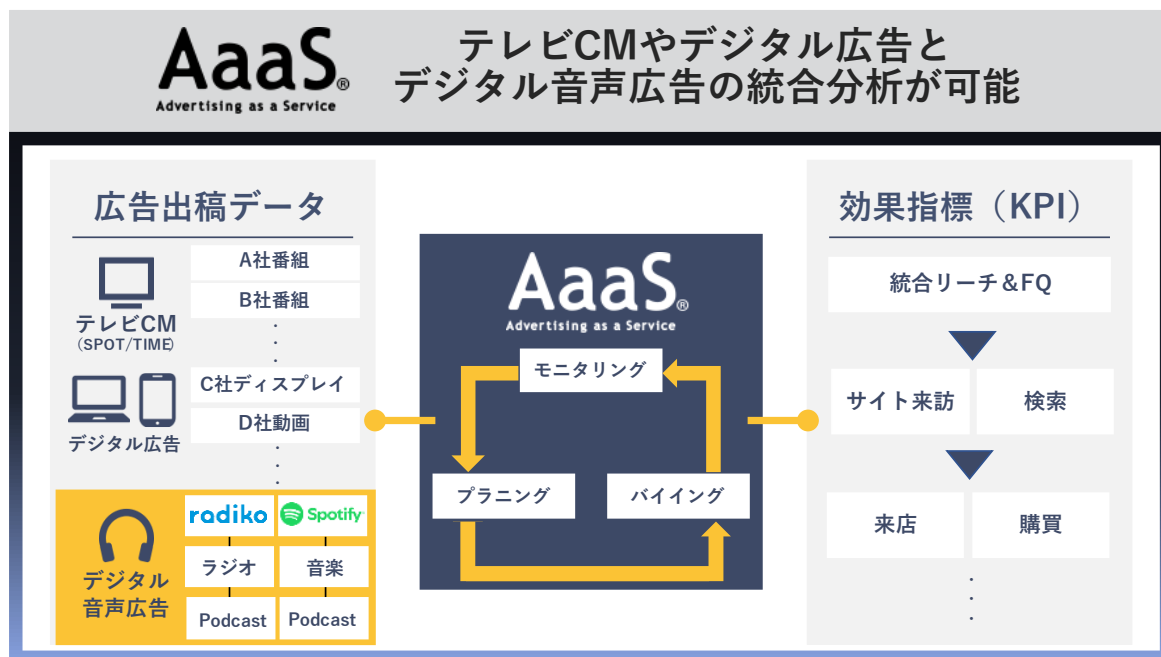 AaaS®
Advertising as a Service
テレビCMやデジタル広告と
デジタル音声広告の統合分析が可能
広告出稿データ
テレビCM
(SPOT/TIME)
A社番組
B社番組
・
・
・
デジタル広告
C社ディスプレイ
D社動画
・
・
・
デジタル
音声広告
radiko
ラジオ
Podcast
Spotify
音楽
Podcast
AaaS®
Advertising as a Service
モニタリング
プラニング
バイイング
効果指標（KPI）
統合リーチ＆FQ
サイト来訪
検索
来店
購買
・
・
・